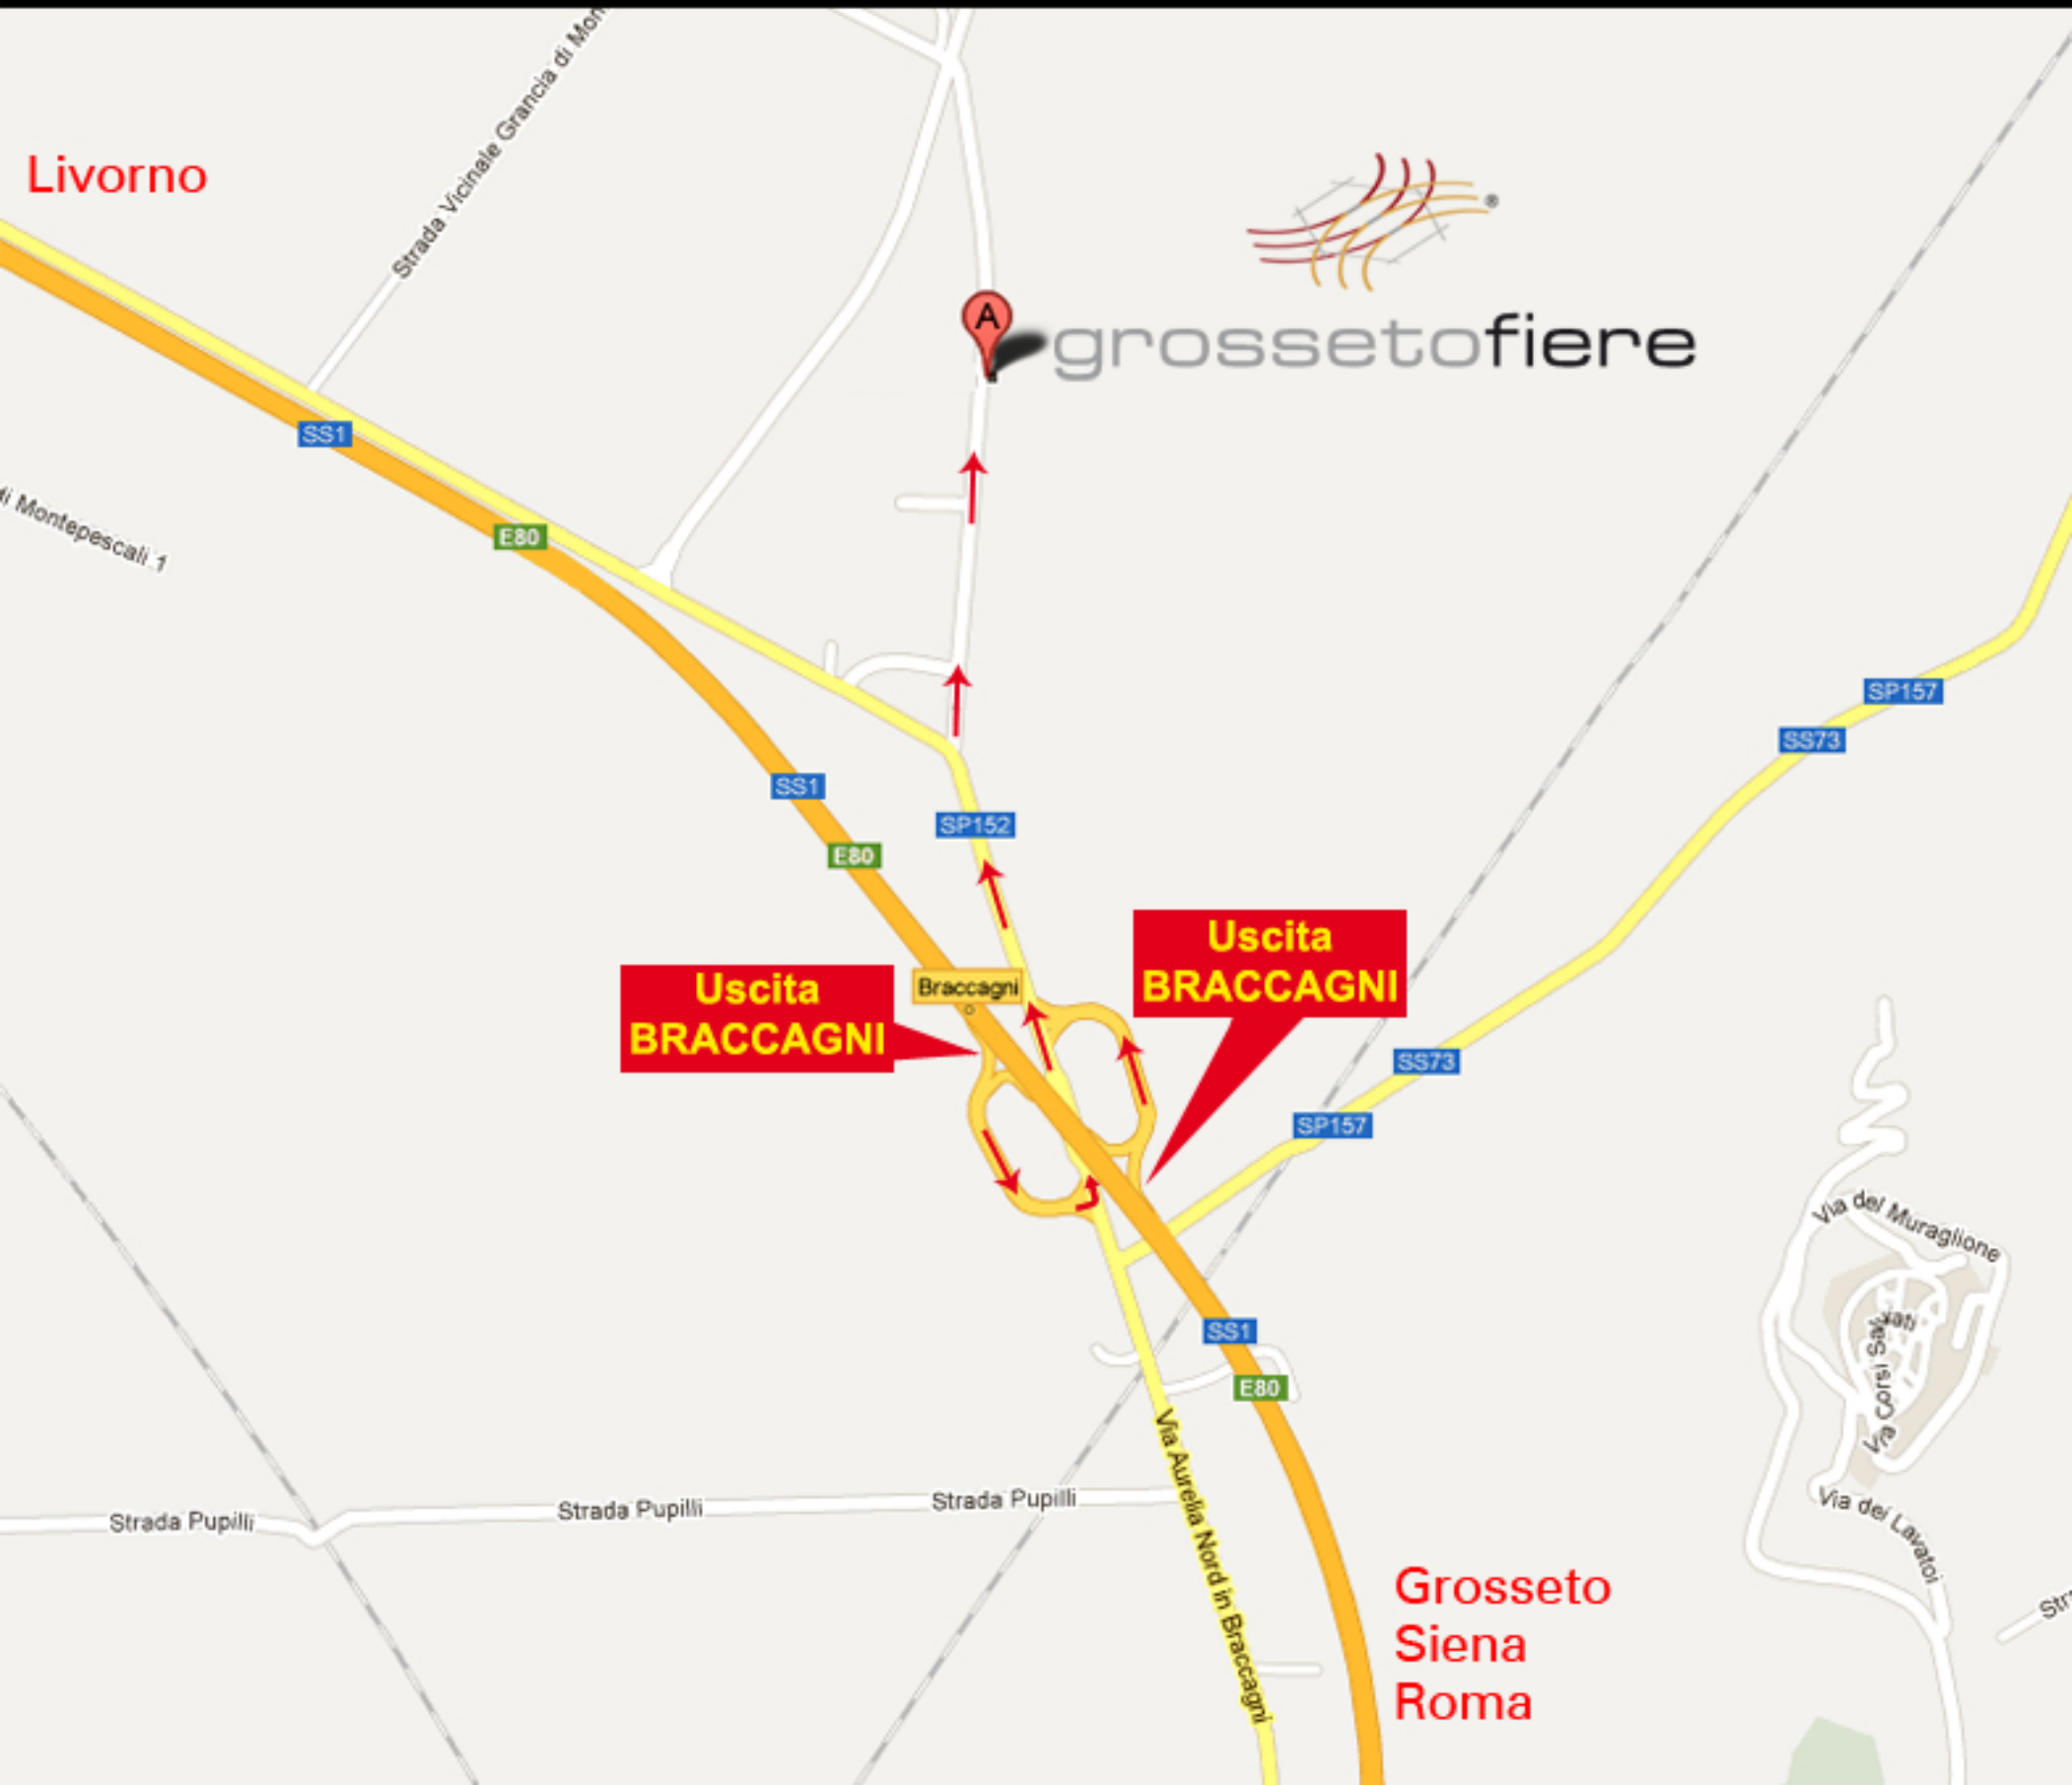 Livorno
Strada Vicinale Grancia di Mon
®
A
grossetofiere
SS1
di Montepescali 1
E80
SP157
SS73
SS1
SP152
E80
Uscita
BRACCAGNI
Braccagni
Uscita
BRACCAGNI
SS73
SP157
Via del Muraglione
SS1
E80
Via Corsi Salvati
Via Aurelia Nord in Braccagni
Strada Pupilli
Strada Pupilli
Strada Pupilli
Via dei Lavatoi
Str
Grosseto
Siena
Roma